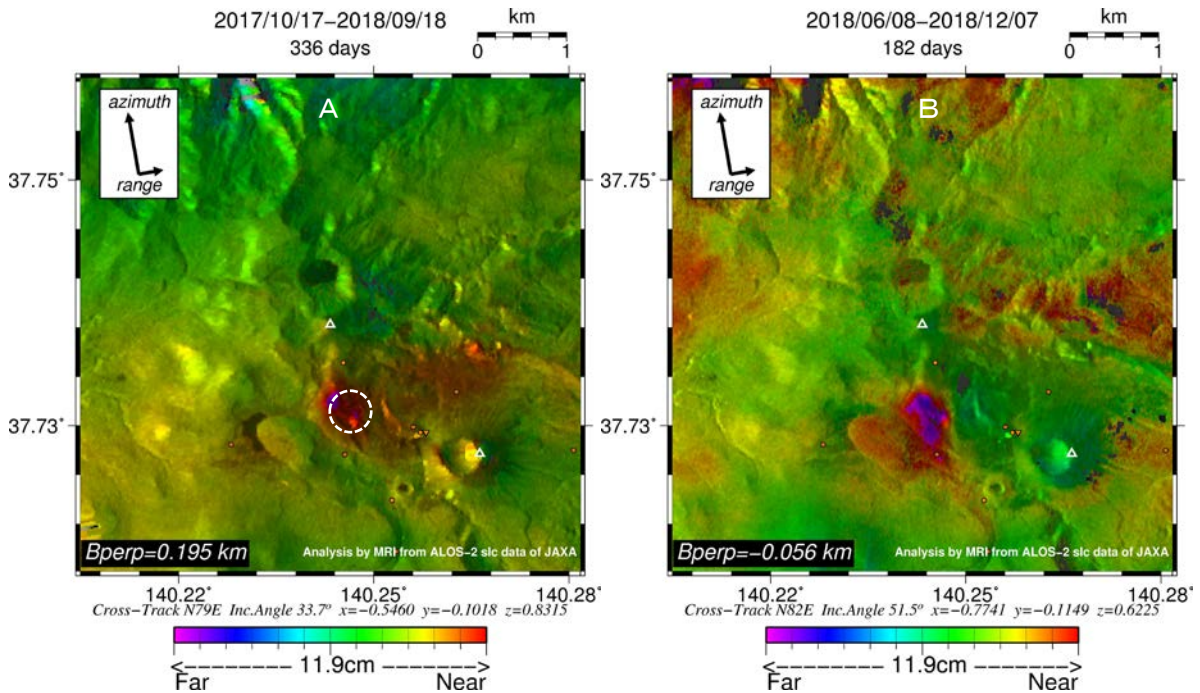 2017/10/17−2018/09/18
336 days
km
0 1
A
azimuth
range
37.75°
37.73°
Bperp=0.195 km
Analysis by MRI from ALOS−2 slc data of JAXA
140.22° 140.25° 140.28°
Cross−Track N79E Inc.Angle 33.7° x=−0.5460 y=−0.1018 z=0.8315
<−−−−−−−− 11.9cm −−−−−−−−>
Far Near
2018/06/08−2018/12/07
182 days
km
0 1
B
azimuth
range
37.75°
37.73°
Bperp=−0.056 km
Analysis by MRI from ALOS−2 slc data of JAXA
140.22° 140.25° 140.28°
Cross−Track N82E Inc.Angle 51.5° x=−0.7741 y=−0.1149 z=0.6225
<−−−−−−−− 11.9cm −−−−−−−−>
Far Near